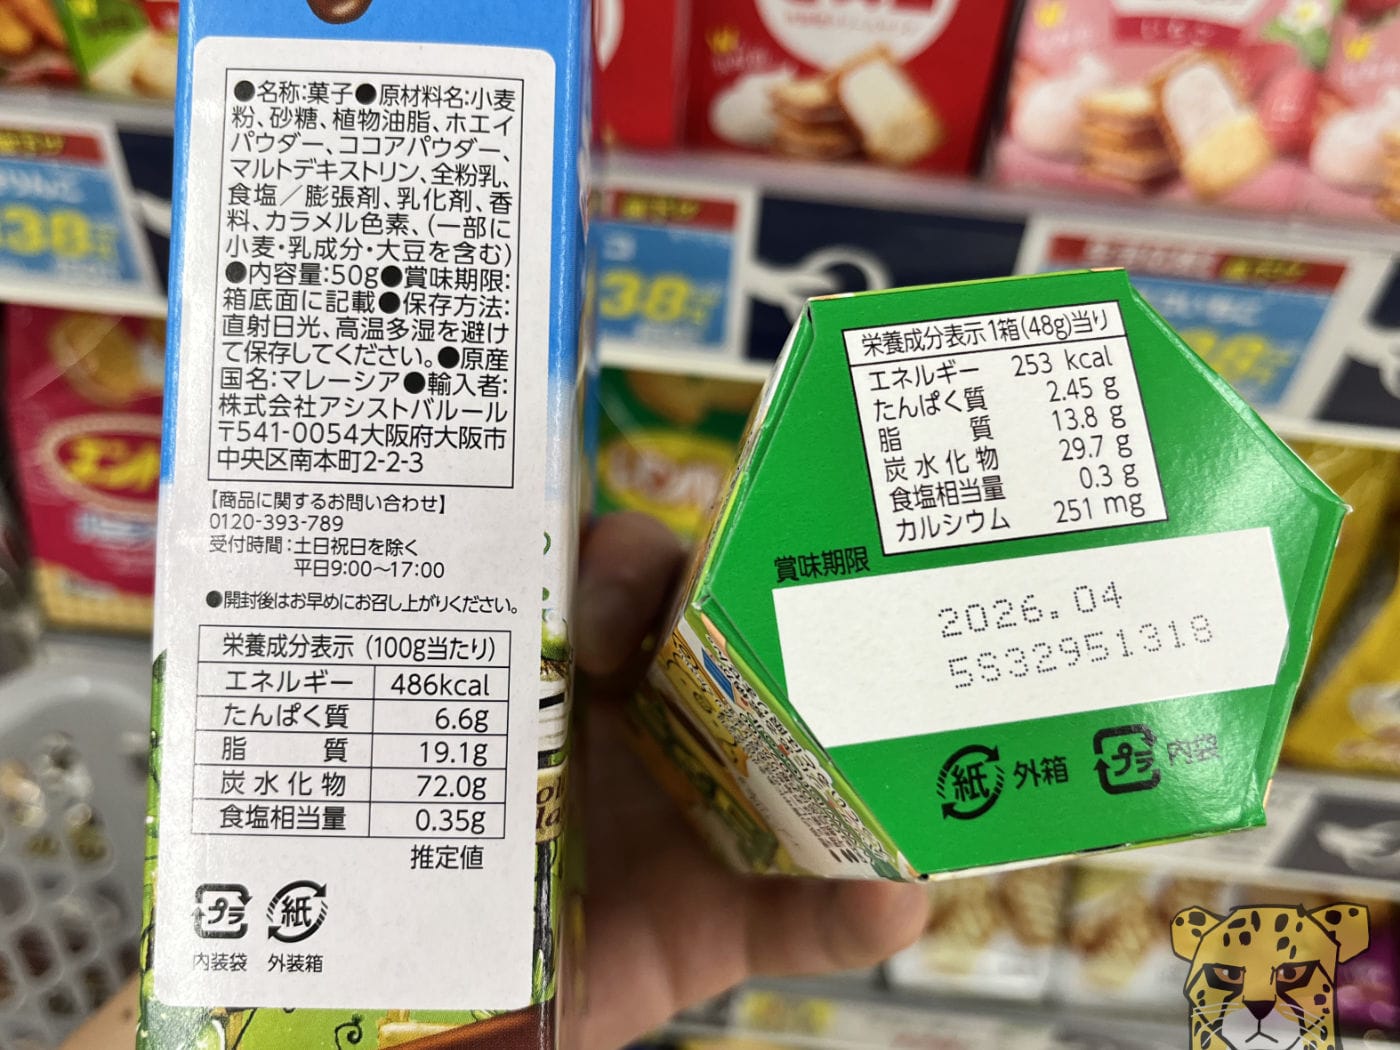 ●名称:菓子●原材料名:小麦
粉、砂糖、植物油脂、ホエイ
パウダー、ココアパウダー、
マルトデキストリン、全粉乳、
食塩／膨張剤、乳化剤、香
料、カラメル色素、(一部に
小麦・乳成分・大豆を含む)
●内容量:50g●賞味期限:
箱底面に記載●保存方法:
直射日光、高温多湿を避け
て保存してください。●原産
国名:マレーシア●輸入者:
株式会社アシストバルール
〒541-0054大阪府大阪市
中央区南本町2-2-3
【商品に関するお問い合わせ】
0120-393-789
受付時間:土日祝日を除く
平日9:00〜17:00
●開封後はお早めにお召し上がりください。
栄養成分表示(100g当たり)
エネルギー 486kcal
たんぱく質 6.6g
脂質 19.1g
炭水化物 72.0g
食塩相当量 0.35g
推定値
プラ 紙
内装袋 外装箱
栄養成分表示1箱(48g)当り
エネルギー 253 kcal
たんぱく質 2.45 g
脂質 13.8 g
炭水化物 29.7 g
食塩相当量 0.3 g
カルシウム 251 mg
賞味期限
2026.04
5S32951318
紙 外箱 プラ 内袋
いちご
38
38